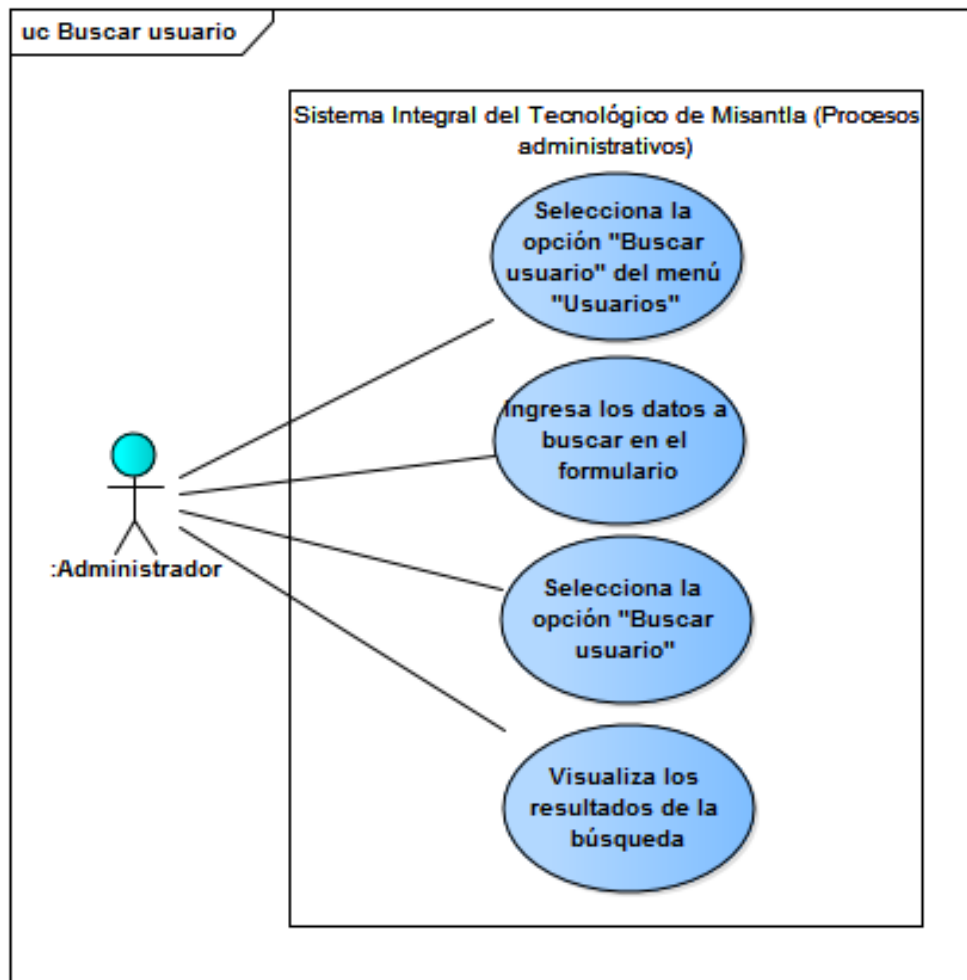 uc Buscar usuario
Sistema Integral del Tecnológico de Misantla (Procesos
administrativos)
Selecciona la
opción "Buscar
usuario" del menú
"Usuarios"
Ingresa los datos a
buscar en el
formulario
:Administrador
Selecciona la
opción "Buscar
usuario"
Visualiza los
resultados de la
búsqueda